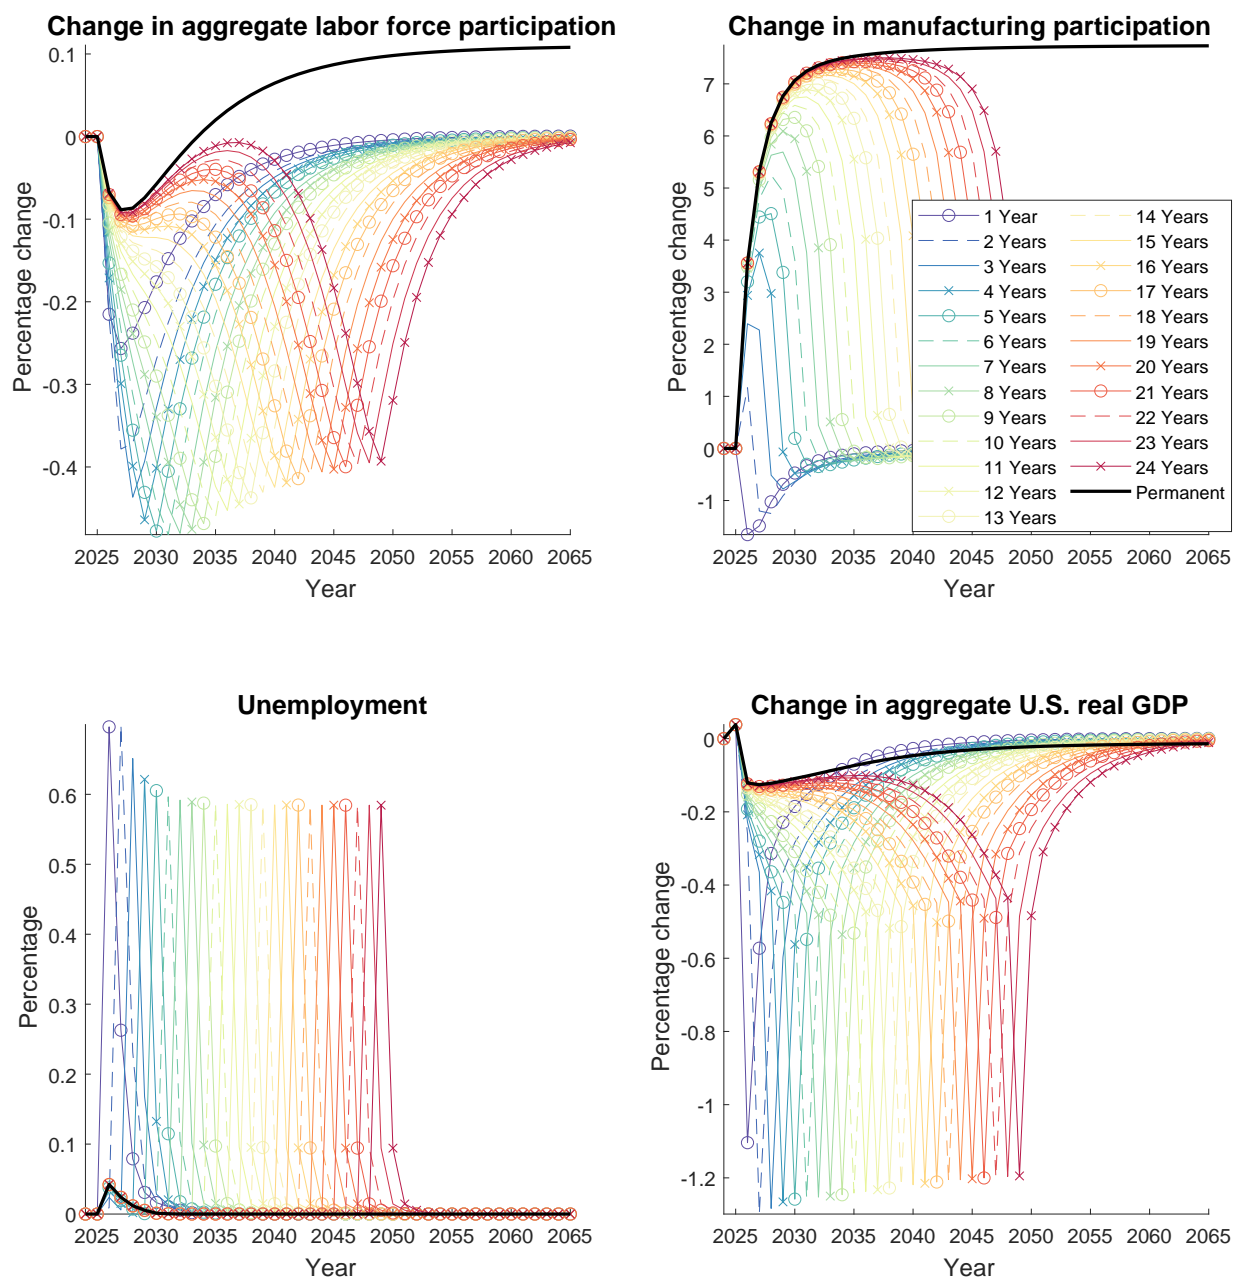 Change in aggregate labor force participation
0.1
0
-0.1
-0.2
-0.3
-0.4
Percentage change
2025 2030 2035 2040 2045 2050 2055 2060 2065
Year
Change in manufacturing participation
7
6
5
4
3
2
1
0
-1
Percentage change
2025 2030 2035 2040 2045 2050 2055 2060 2065
Year
1 Year
2 Years
3 Years
4 Years
5 Years
6 Years
7 Years
8 Years
9 Years
10 Years
11 Years
12 Years
13 Years
14 Years
15 Years
16 Years
17 Years
18 Years
19 Years
20 Years
21 Years
22 Years
23 Years
24 Years
Permanent
Unemployment
0.6
0.5
0.4
0.3
0.2
0.1
0
Percentage
2025 2030 2035 2040 2045 2050 2055 2060 2065
Year
Change in aggregate U.S. real GDP
0
-0.2
-0.4
-0.6
-0.8
-1
-1.2
Percentage change
2025 2030 2035 2040 2045 2050 2055 2060 2065
Year